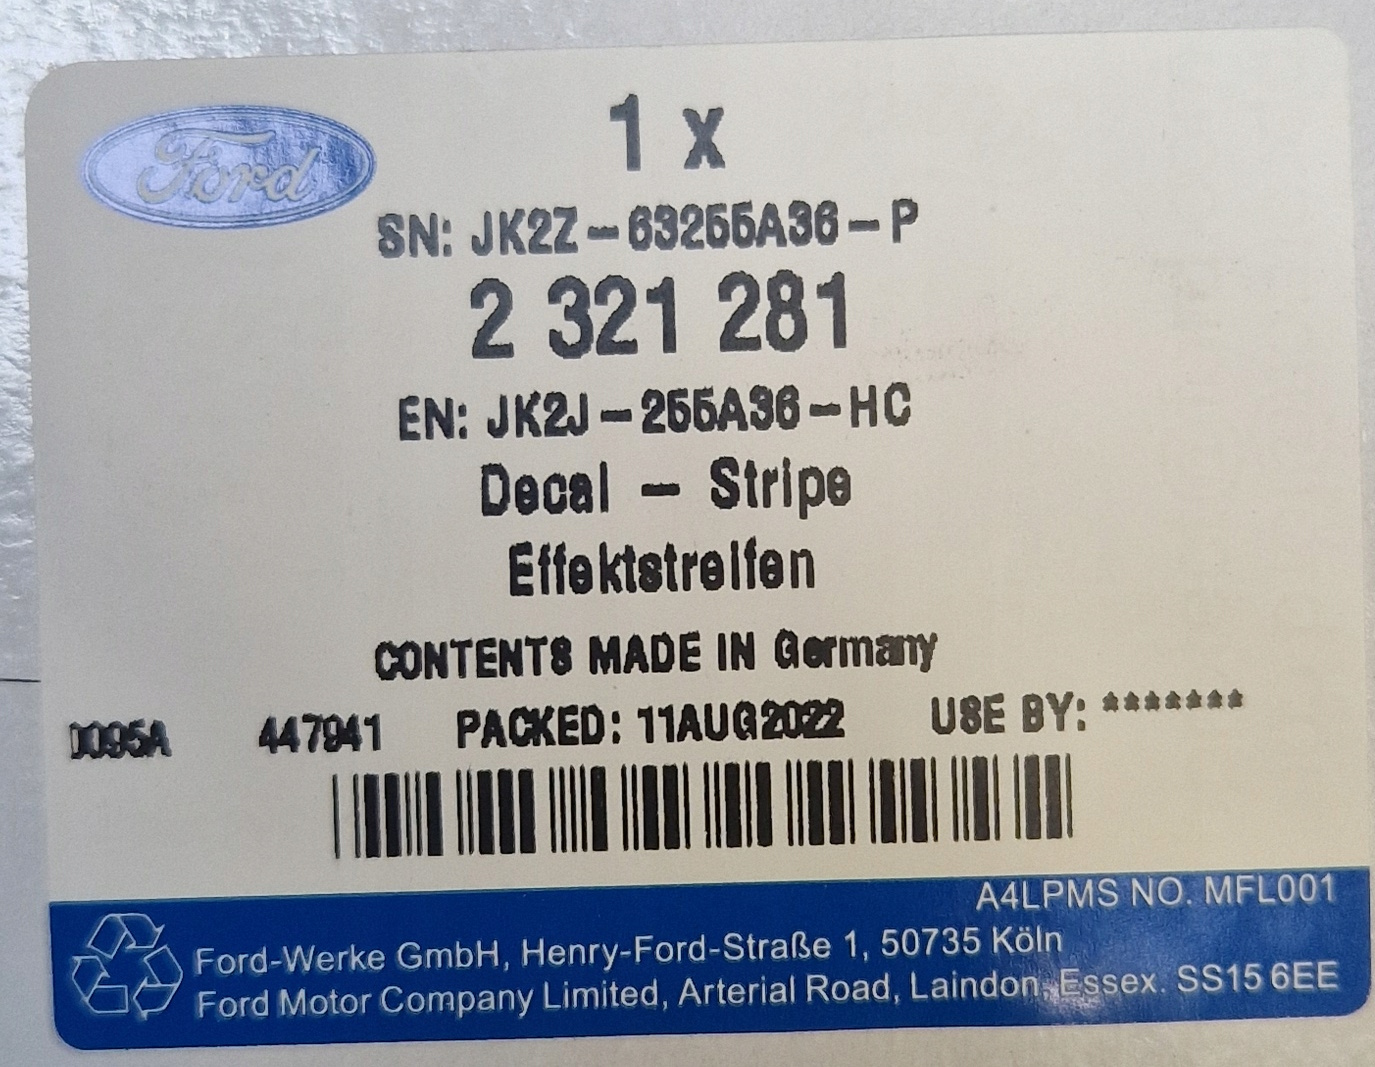 Ford
1 x
SN: JK2Z-63255A36-P
2 321 281
EN: JK2J-255A36-HC
Decal - Stripe
Effektstreifen
CONTENTS MADE IN Germany
447941 PACKED: 11AUG2022 USE BY: *******
A4LPMS NO. MFL001
Ford-Werke GmbH, Henry-Ford-Straße 1, 50735 Köln
Ford Motor Company Limited, Arterial Road, Laindon, Essex. SS15 6EE